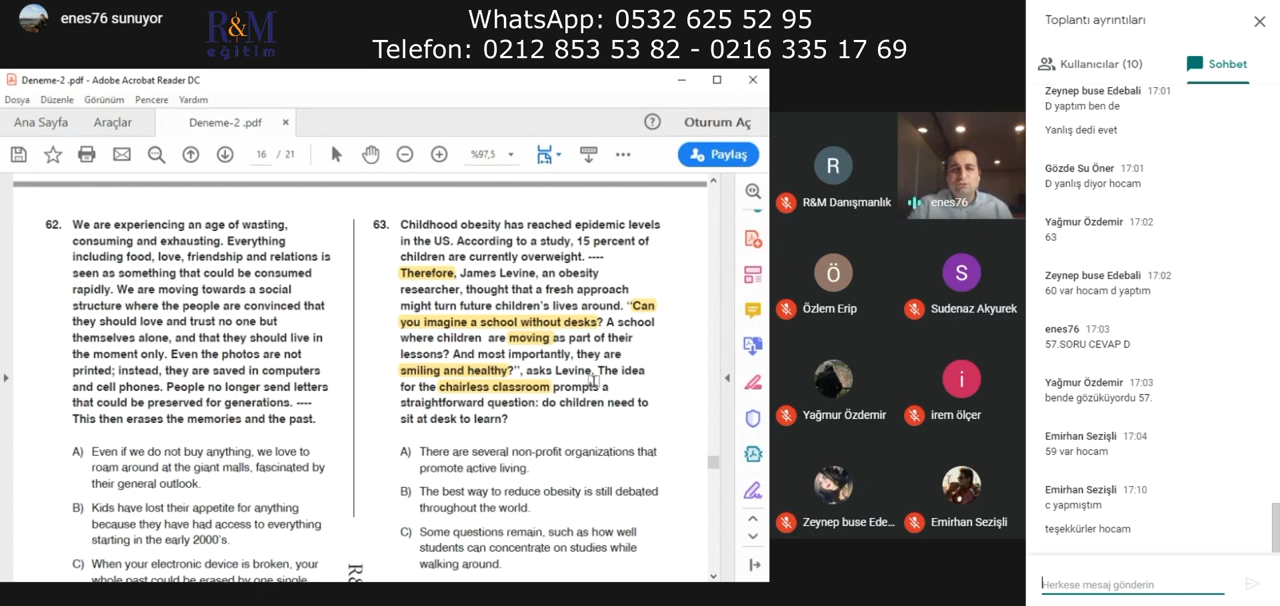 enes76 sunuyor
R&M
eğitim
WhatsApp: 0532 625 52 95
Telefon: 0212 853 53 82 - 0216 335 17 69
Deneme-2 .pdf - Adobe Acrobat Reader DC
Dosya Düzenle Görünüm Pencere Yardım
Ana Sayfa Araçlar Deneme-2 .pdf Oturum Aç
16 / 21 %97,5 Paylaş
62. We are experiencing an age of wasting,
consuming and exhausting. Everything
including food, love, friendship and relations is
seen as something that could be consumed
rapidly. We are moving towards a social
structure where the people are convinced that
they should love and trust no one but
themselves alone, and that they should live in
the moment only. Even the photos are not
printed; instead, they are saved in computers
and cell phones. People no longer send letters
that could be preserved for generations. ----
This then erases the memories and the past.
A) Even if we do not buy anything, we love to
roam around at the giant malls, fascinated by
their general outlook.
B) Kids have lost their appetite for anything
because they have had access to everything
starting in the early 2000's.
C) When your electronic device is broken, your
whole past could be erased by one single
63. Childhood obesity has reached epidemic levels
in the US. According to a study, 15 percent of
children are currently overweight. ----
Therefore, James Levine, an obesity
researcher, thought that a fresh approach
might turn future children's lives around. "Can
you imagine a school without desks? A school
where children are moving as part of their
lessons? And most importantly, they are
smiling and healthy?", asks Levine. The idea
for the chairless classroom prompts a
straightforward question: do children need to
sit at desk to learn?
A) There are several non-profit organizations that
promote active living.
B) The best way to reduce obesity is still debated
throughout the world.
C) Some questions remain, such as how well
students can concentrate on studies while
walking around.
R&
R
R&M Danışmanlık
enes76
Ö
Özlem Erip
S
Sudenaz Akyurek
Yağmur Özdemir
i
irem ölçer
Zeynep buse Ede...
Emirhan Sezişli
Toplantı ayrıntıları
Kullanıcılar (10) Sohbet
Zeynep buse Edebali 17:01
D yaptım ben de
Yanlış dedi evet
Gözde Su Öner 17:01
D yanlış diyor hocam
Yağmur Özdemir 17:02
63
Zeynep buse Edebali 17:02
60 var hocam d yaptım
enes76 17:03
57.SORU CEVAP D
Yağmur Özdemir 17:03
bende gözüküyordu 57.
Emirhan Sezişli 17:04
59 var hocam
Emirhan Sezişli 17:10
c yapmıştım
teşekkürler hocam
Herkese mesaj gönderin